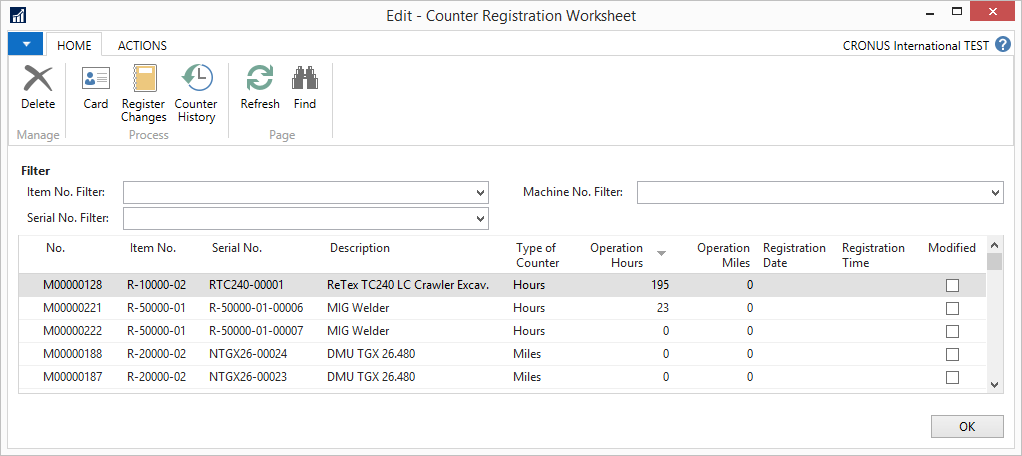 Edit - Counter Registration Worksheet
HOME ACTIONS CRONUS International TEST ?
Delete Card Register Changes Counter History Refresh Find
Manage Process Page
Filter
Item No. Filter: Machine No. Filter:
Serial No. Filter:
No. Item No. Serial No. Description Type of Counter Operation Hours Operation Miles Registration Date Registration Time Modified
M00000128 R-10000-02 RTC240-00001 ReTex TC240 LC Crawler Excav. Hours 195 0
M00000221 R-50000-01 R-50000-01-00006 MIG Welder Hours 23 0
M00000222 R-50000-01 R-50000-01-00007 MIG Welder Hours 0 0
M00000188 R-20000-02 NTGX26-00024 DMU TGX 26.480 Miles 0 0
M00000187 R-20000-02 NTGX26-00023 DMU TGX 26.480 Miles 0 0
OK